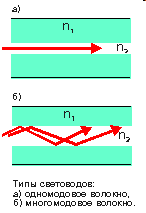 а)
n₁
n₂
б)
n₁
n₂
Типы световодов:
а) одномодовое волокно,
б) многомодовое волокно.